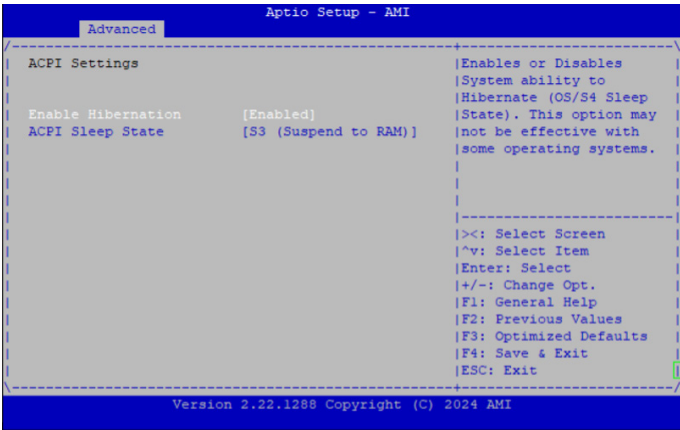 Aptio Setup - AMI
Advanced
ACPI Settings
Enable Hibernation [Enabled]
ACPI Sleep State [S3 (Suspend to RAM)]
Enables or Disables
System ability to
Hibernate (OS/S4 Sleep
State). This option may
not be effective with
some operating systems.
><: Select Screen
^v: Select Item
Enter: Select
+/-: Change Opt.
F1: General Help
F2: Previous Values
F3: Optimized Defaults
F4: Save & Exit
ESC: Exit
Version 2.22.1288 Copyright (C) 2024 AMI